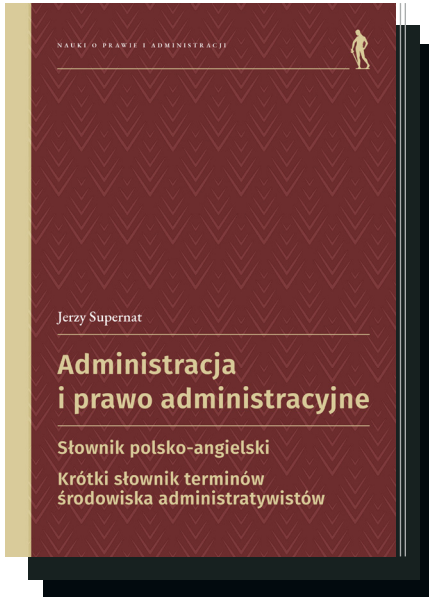 NAUKI O PRAWIE I ADMINISTRACJI
Jerzy Supernat
Administracja
i prawo administracyjne
Słownik polsko-angielski
Krótki słownik terminów
środowiska administratywistów